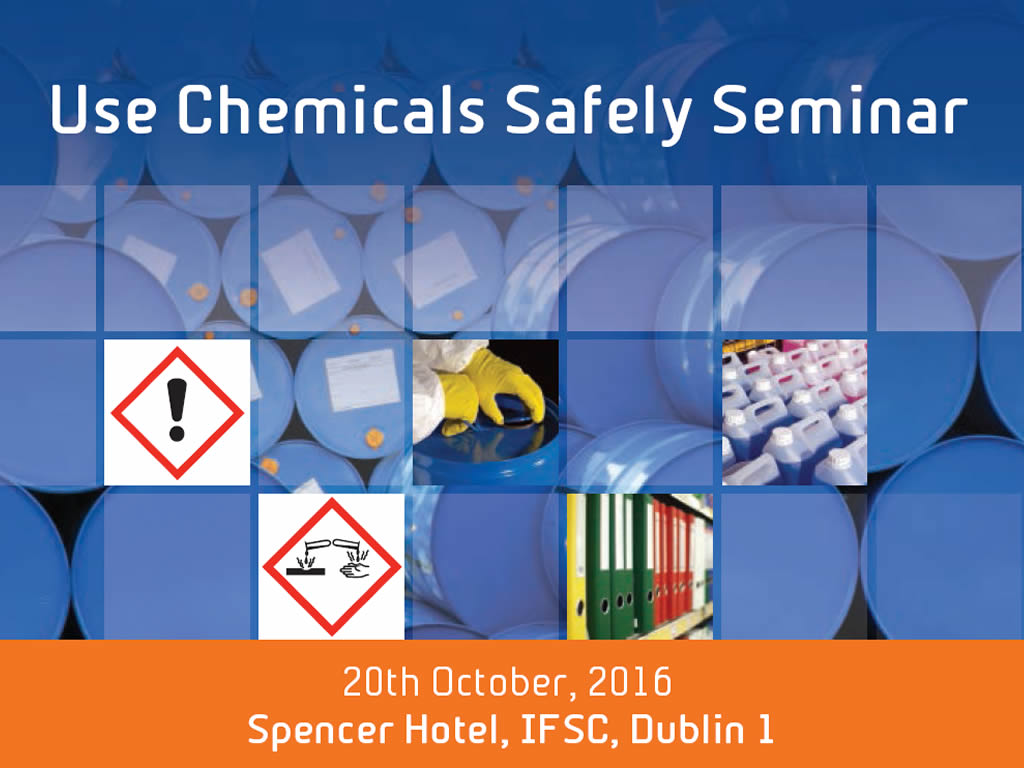 Use Chemicals Safely Seminar
20th October, 2016
Spencer Hotel, IFSC, Dublin 1